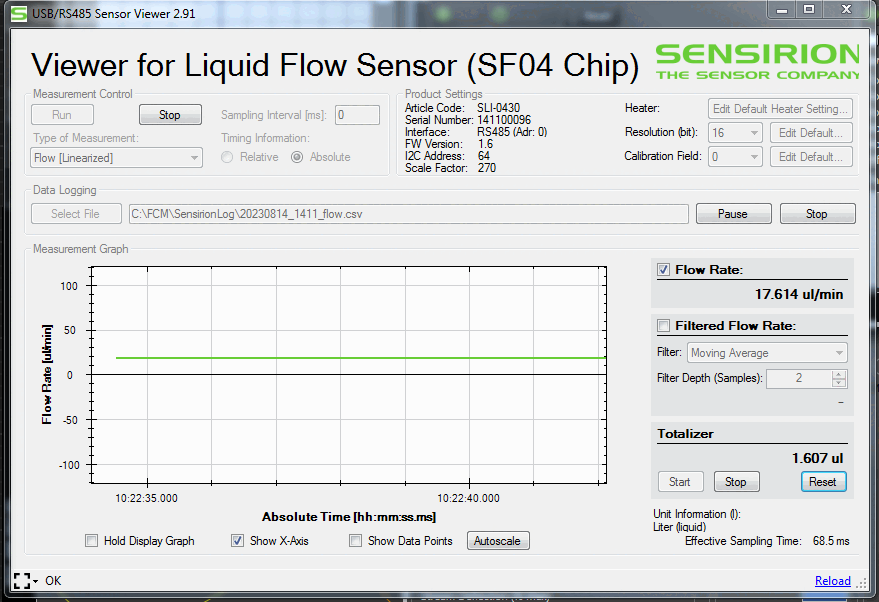 USB/RS485 Sensor Viewer 2.91
Viewer for Liquid Flow Sensor (SF04 Chip)
SENSIRION
THE SENSOR COMPANY
Measurement Control
Run
Stop
Sampling Interval [ms]:
0
Type of Measurement:
Timing Information:
Flow [Linearized]
Relative
Absolute
Product Settings
Article Code: SLI-0430
Serial Number: 141100096
Interface: RS485 (Adr: 0)
FW Version: 1.6
I2C Address: 64
Scale Factor: 270
Heater:
Edit Default Heater Setting...
Resolution (bit):
16
Edit Default...
Calibration Field:
0
Edit Default...
Data Logging
Select File
C:\FCM\SensirionLog\20230814_1411_flow.csv
Pause
Stop
Measurement Graph
Flow Rate [ul/min]
100
50
0
-50
-100
10:22:35.000
10:22:40.000
Absolute Time [hh:mm:ss.ms]
Hold Display Graph
Show X-Axis
Show Data Points
Autoscale
Flow Rate:
17.614 ul/min
Filtered Flow Rate:
Filter:
Moving Average
Filter Depth (Samples):
2
–
Totalizer
1.607 ul
Start
Stop
Reset
Unit Information (l):
Liter (liquid)
Effective Sampling Time: 68.5 ms
OK
Reload